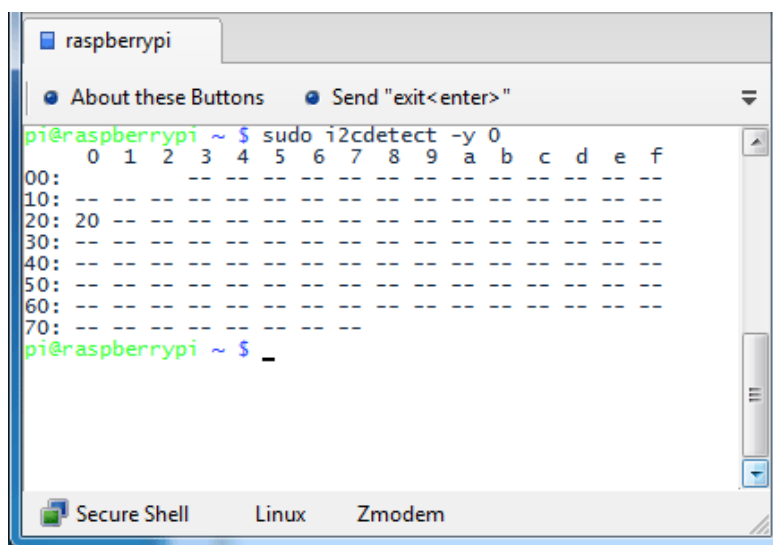 raspberrypi
About these Buttons Send "exit<enter>"
pi@raspberrypi ~ $ sudo i2cdetect -y 0
     0  1  2  3  4  5  6  7  8  9  a  b  c  d  e  f
00:          -- -- -- -- -- -- -- -- -- -- -- -- --
10: -- -- -- -- -- -- -- -- -- -- -- -- -- -- -- --
20: 20 -- -- -- -- -- -- -- -- -- -- -- -- -- -- --
30: -- -- -- -- -- -- -- -- -- -- -- -- -- -- -- --
40: -- -- -- -- -- -- -- -- -- -- -- -- -- -- -- --
50: -- -- -- -- -- -- -- -- -- -- -- -- -- -- -- --
60: -- -- -- -- -- -- -- -- -- -- -- -- -- -- -- --
70: -- -- -- -- -- -- -- --
pi@raspberrypi ~ $ _
Secure Shell Linux Zmodem